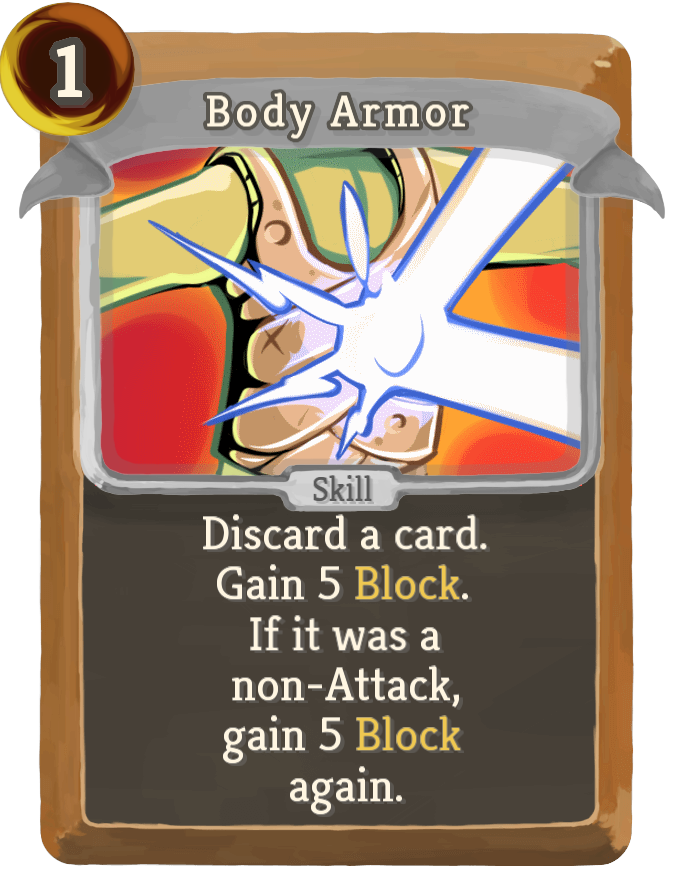 1
Body Armor
Skill
Discard a card.
Gain 5 Block.
If it was a
non-Attack,
gain 5 Block
again.